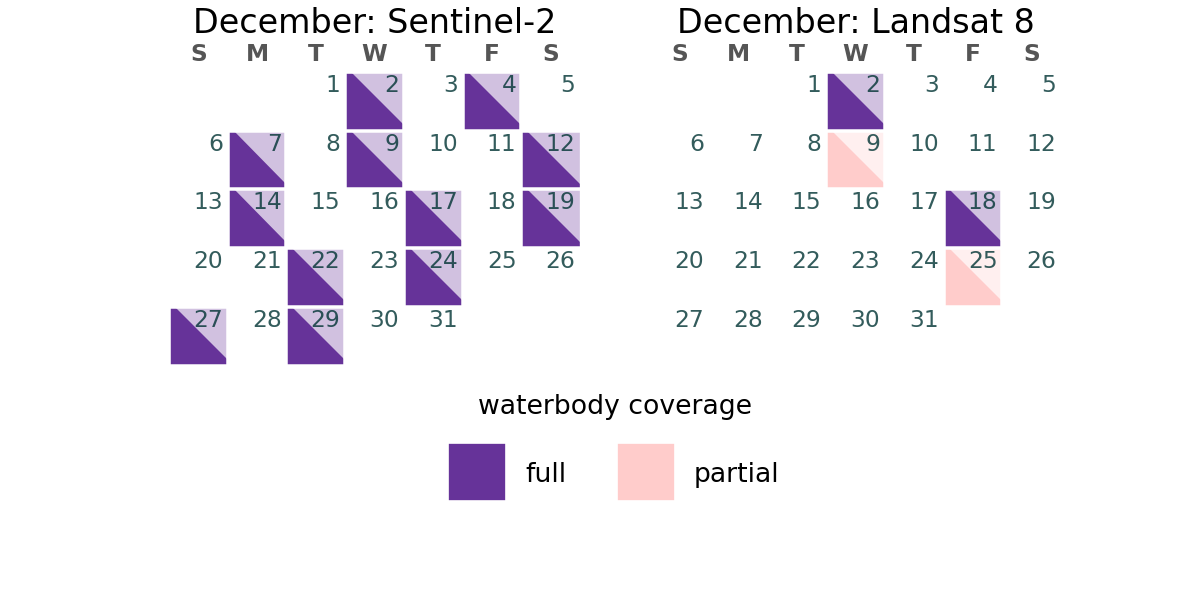 December: Sentinel-2
S M T W T F S
1 2 3 4 5
6 7 8 9 10 11 12
13 14 15 16 17 18 19
20 21 22 23 24 25 26
27 28 29 30 31
December: Landsat 8
S M T W T F S
1 2 3 4 5
6 7 8 9 10 11 12
13 14 15 16 17 18 19
20 21 22 23 24 25 26
27 28 29 30 31
waterbody coverage
full partial